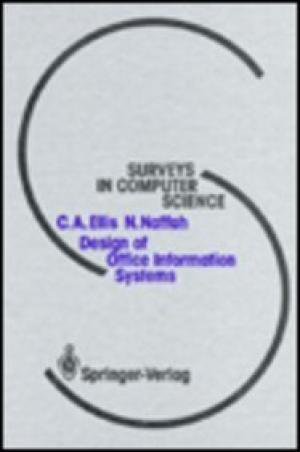 SURVEYS
IN COMPUTER
SCIENCE
C.A. Ellis N. Naffah
Design of
Office Information
Systems
Springer-Verlag